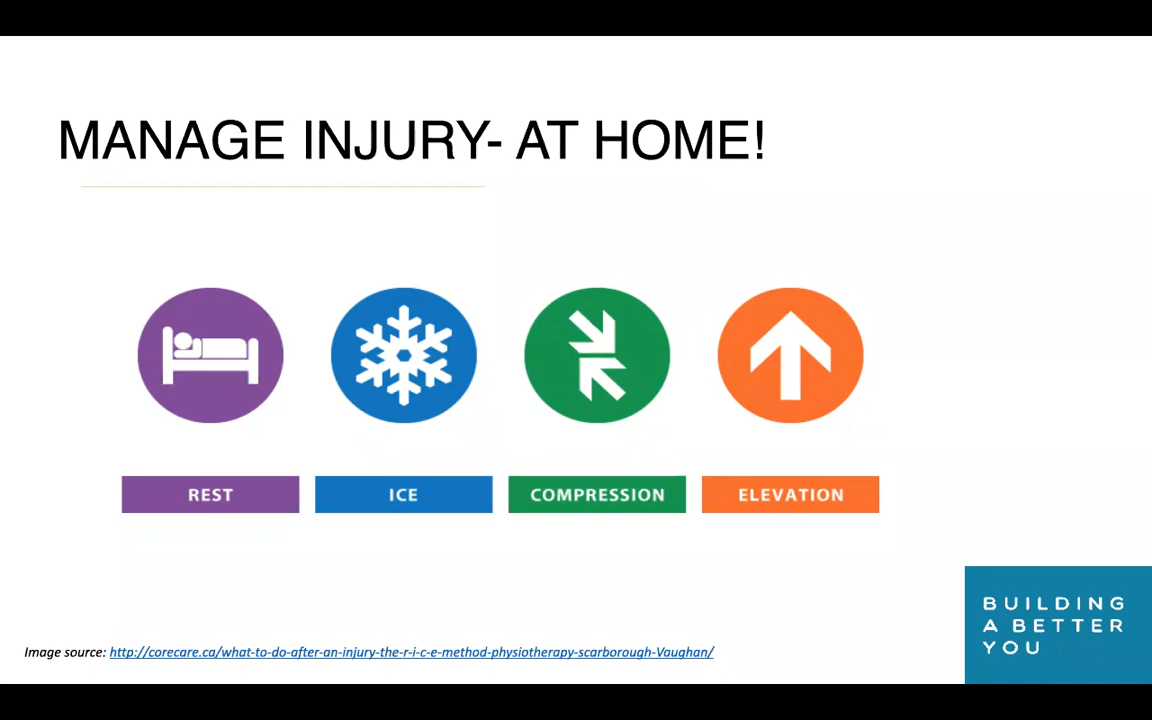 MANAGE INJURY- AT HOME!
REST
ICE
COMPRESSION
ELEVATION
BUILDING
A BETTER
YOU
Image source: http://corecare.ca/what-to-do-after-an-injury-the-r-i-c-e-method-physiotherapy-scarborough-Vaughan/